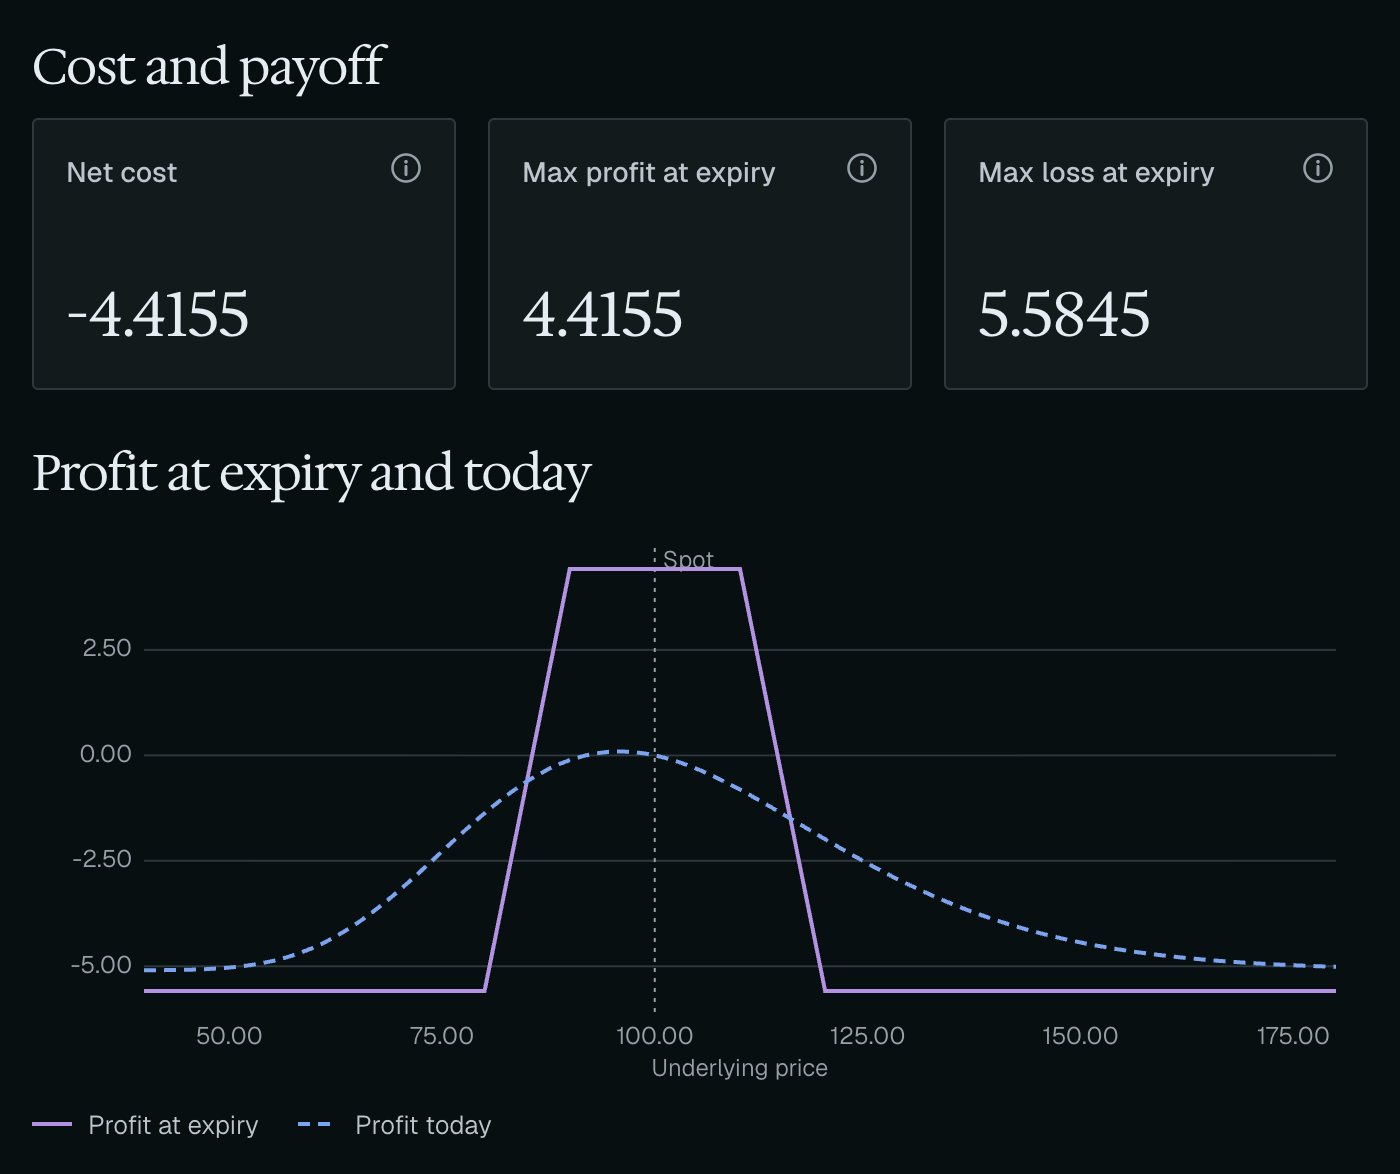 Cost and payoff
Net cost
Max profit at expiry
Max loss at expiry
-4.4155
4.4155
5.5845
Profit at expiry and today
Spot
2.50
0.00
-2.50
-5.00
50.00 75.00 100.00 125.00 150.00 175.00
Underlying price
Profit at expiry Profit today